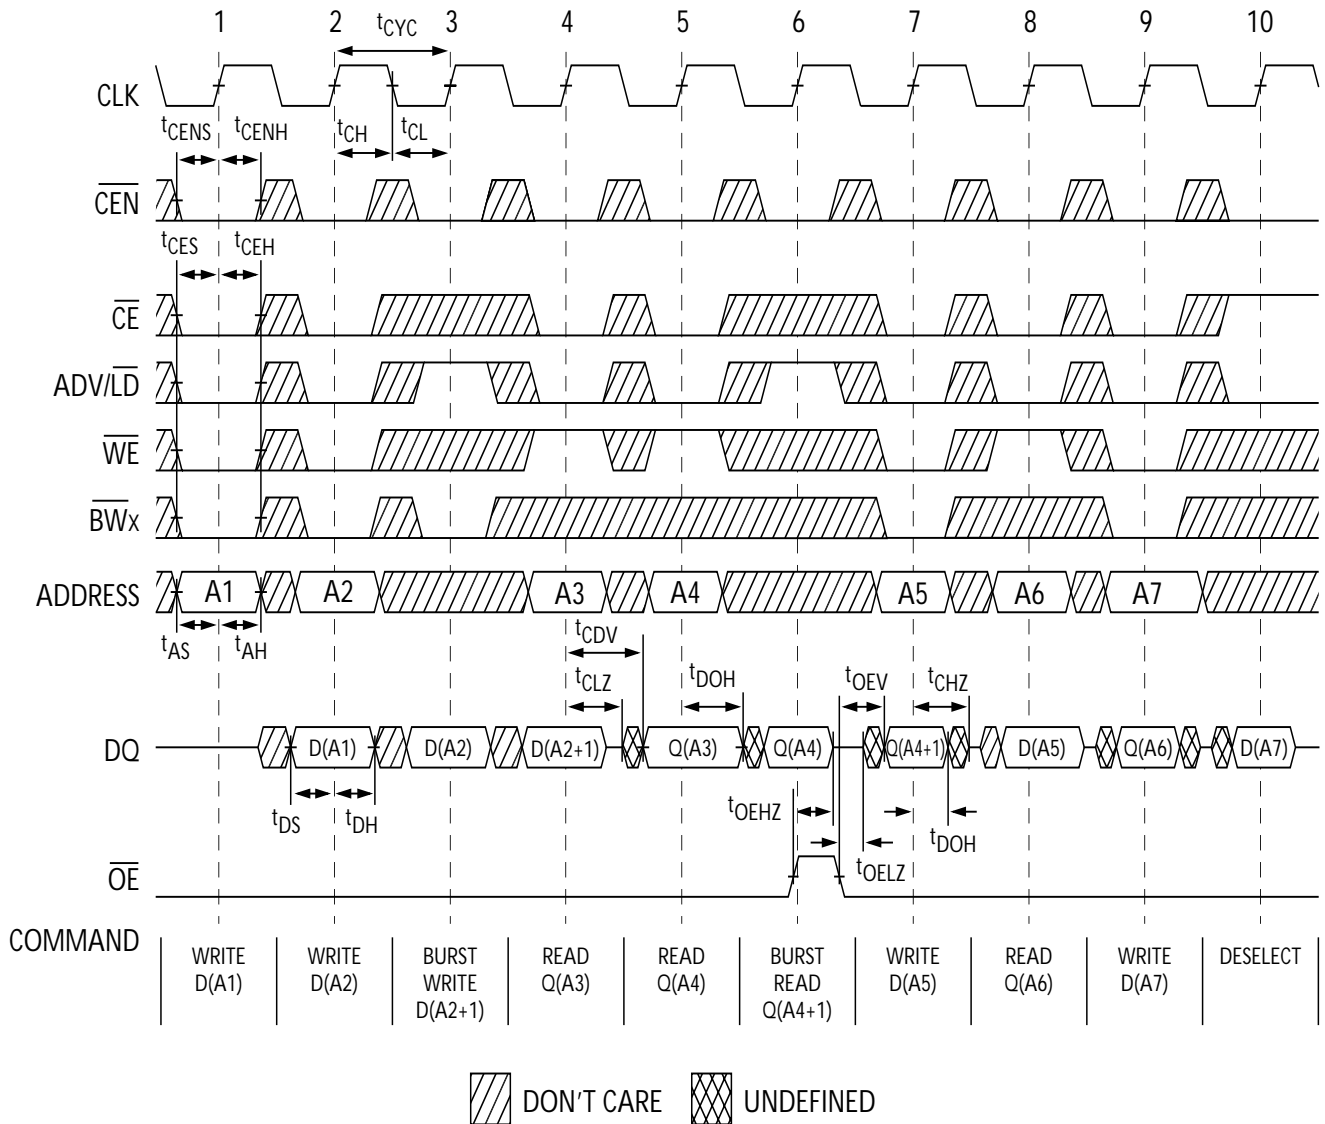 1 2 tCYC 3 4 5 6 7 8 9 10
CLK
tCENS tCENH tCH tCL
CEN
tCES tCEH
CE
ADV/LD
WE
BWx
ADDRESS A1 A2 A3 A4 A5 A6 A7
tAS tAH tCDV
tCLZ tDOH tOEV tCHZ
DQ D(A1) D(A2) D(A2+1) Q(A3) Q(A4) Q(A4+1) D(A5) Q(A6) D(A7)
tDS tDH tOEHZ tDOH
tOELZ
OE
COMMAND
WRITE D(A1)
WRITE D(A2)
BURST WRITE D(A2+1)
READ Q(A3)
READ Q(A4)
BURST READ Q(A4+1)
WRITE D(A5)
READ Q(A6)
WRITE D(A7)
DESELECT
DON'T CARE UNDEFINED